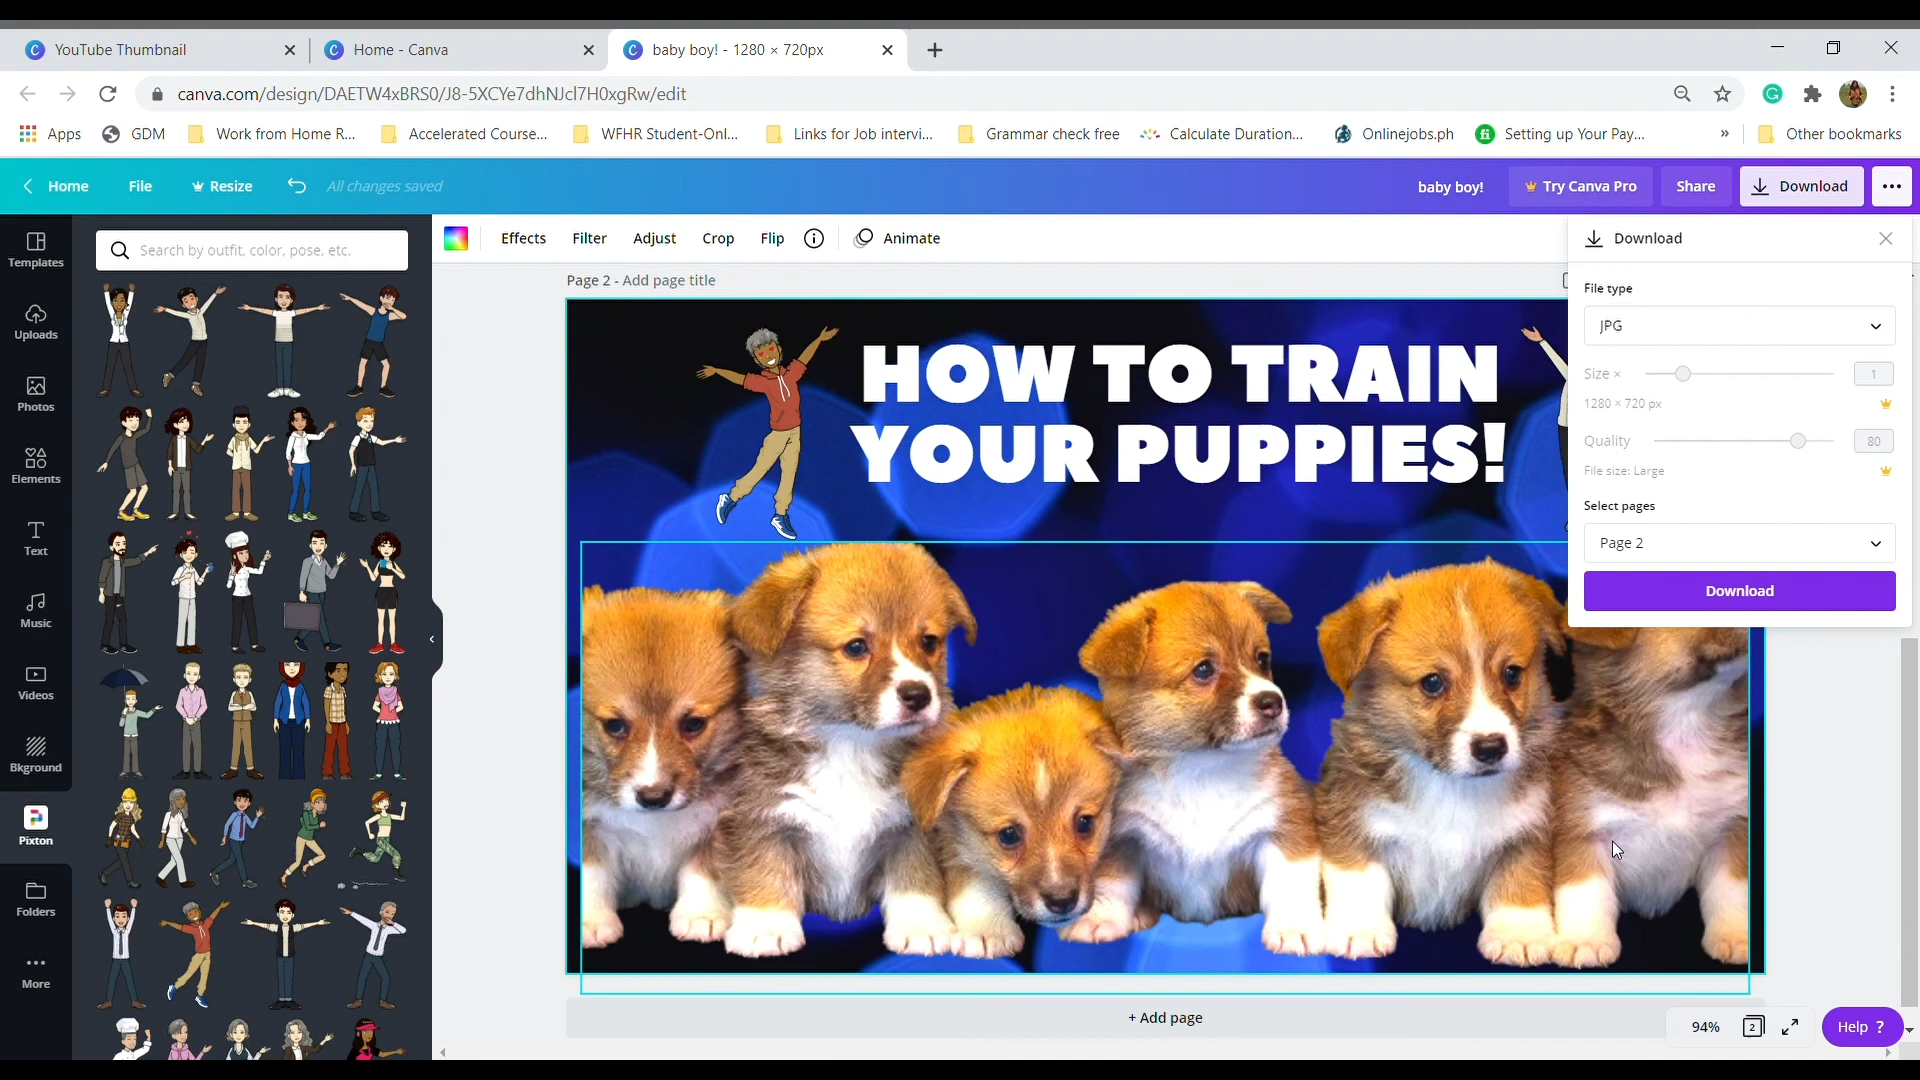 YouTube Thumbnail
Home - Canva
baby boy! - 1280 × 720px
canva.com/design/DAETW4xBRS0/J8-5XCYe7dhNJcl7H0xgRw/edit
Apps
GDM
Work from Home R...
Accelerated Course...
WFHR Student-Onl...
Links for Job intervi...
Grammar check free
Calculate Duration...
Onlinejobs.ph
Setting up Your Pay...
»
Other bookmarks
Home
File
Resize
All changes saved
baby boy!
Try Canva Pro
Share
Download
Templates
Uploads
Photos
Elements
Text
Music
Videos
Bkground
Pixton
Folders
More
Search by outfit, color, pose, etc.
Effects
Filter
Adjust
Crop
Flip
Animate
Page 2 - Add page title
HOW TO TRAIN
YOUR PUPPIES!
Download
File type
JPG
Size ×
1
1280 × 720 px
Quality
80
File size: Large
Select pages
Page 2
Download
+ Add page
94%
2
Help ?